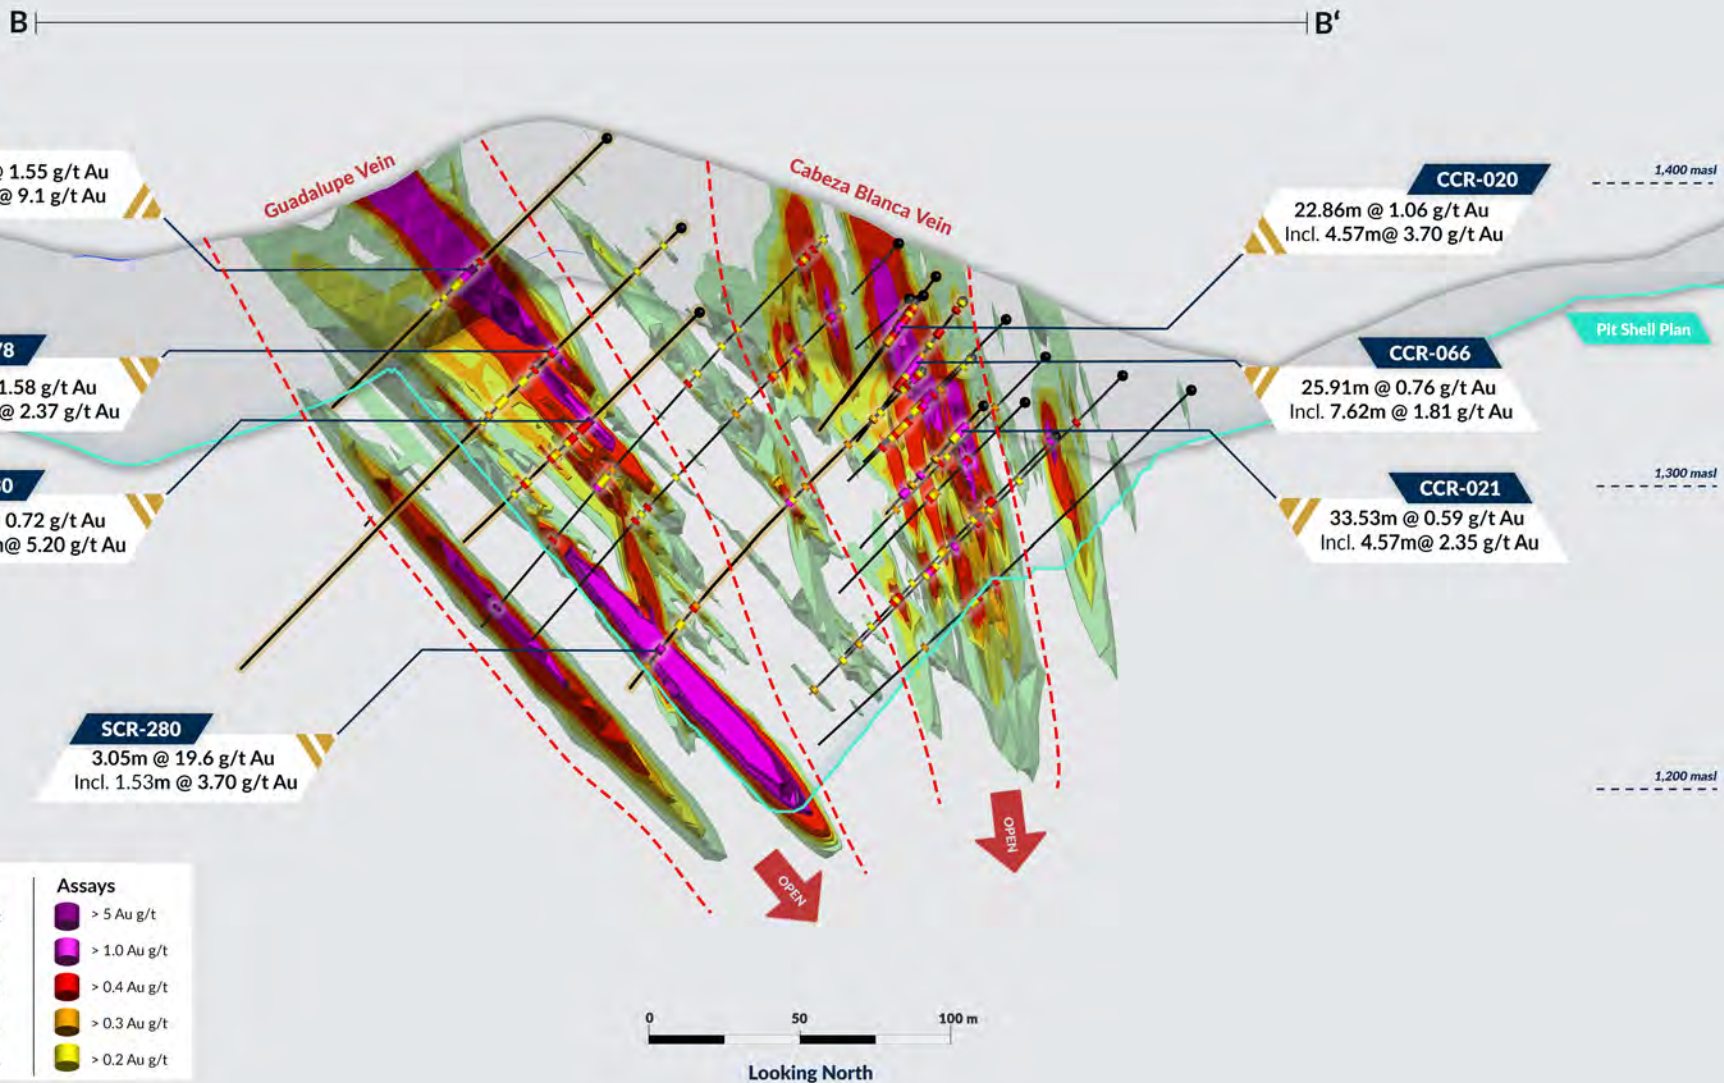 B
B‘
Guadalupe Vein
Cabeza Blanca Vein
@ 1.55 g/t Au
@ 9.1 g/t Au
78
1.58 g/t Au
@ 2.37 g/t Au
0.72 g/t Au
@ 5.20 g/t Au
SCR-280
3.05m @ 19.6 g/t Au
Incl. 1.53m @ 3.70 g/t Au
CCR-020
22.86m @ 1.06 g/t Au
Incl. 4.57m@ 3.70 g/t Au
CCR-066
25.91m @ 0.76 g/t Au
Incl. 7.62m @ 1.81 g/t Au
CCR-021
33.53m @ 0.59 g/t Au
Incl. 4.57m@ 2.35 g/t Au
1,400 masl
Pit Shell Plan
1,300 masl
1,200 masl
OPEN
OPEN
Assays
> 5 Au g/t
> 1.0 Au g/t
> 0.4 Au g/t
> 0.3 Au g/t
> 0.2 Au g/t
0 50 100 m
Looking North